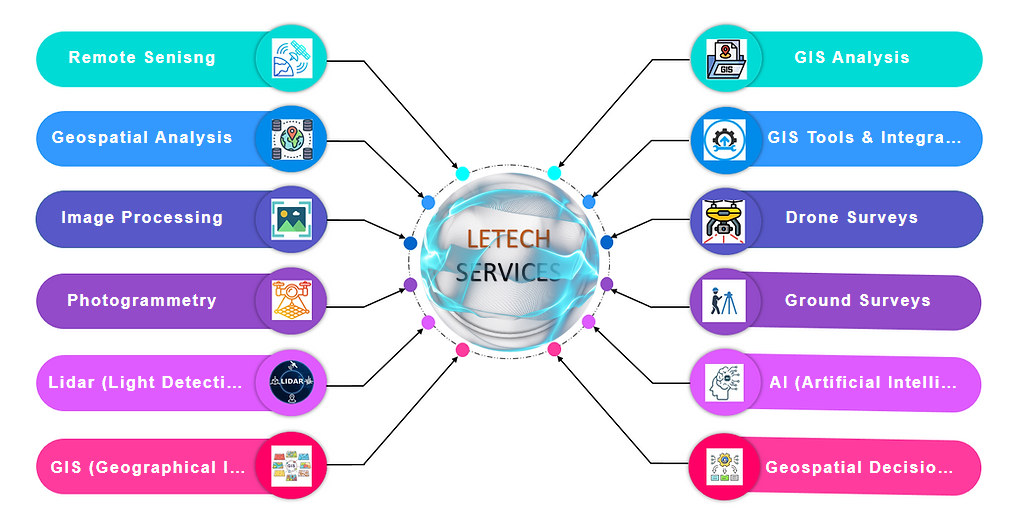 Remote Senisng
Geospatial Analysis
Image Processing
Photogrammetry
Lidar (Light Detecti...
LIDAR
GIS (Geographical I...
GIS
LETECH
SERVICES
GIS Analysis
GIS
GIS Tools & Integra...
Drone Surveys
Ground Surveys
AI (Artificial Intelli...
Geospatial Decisio...